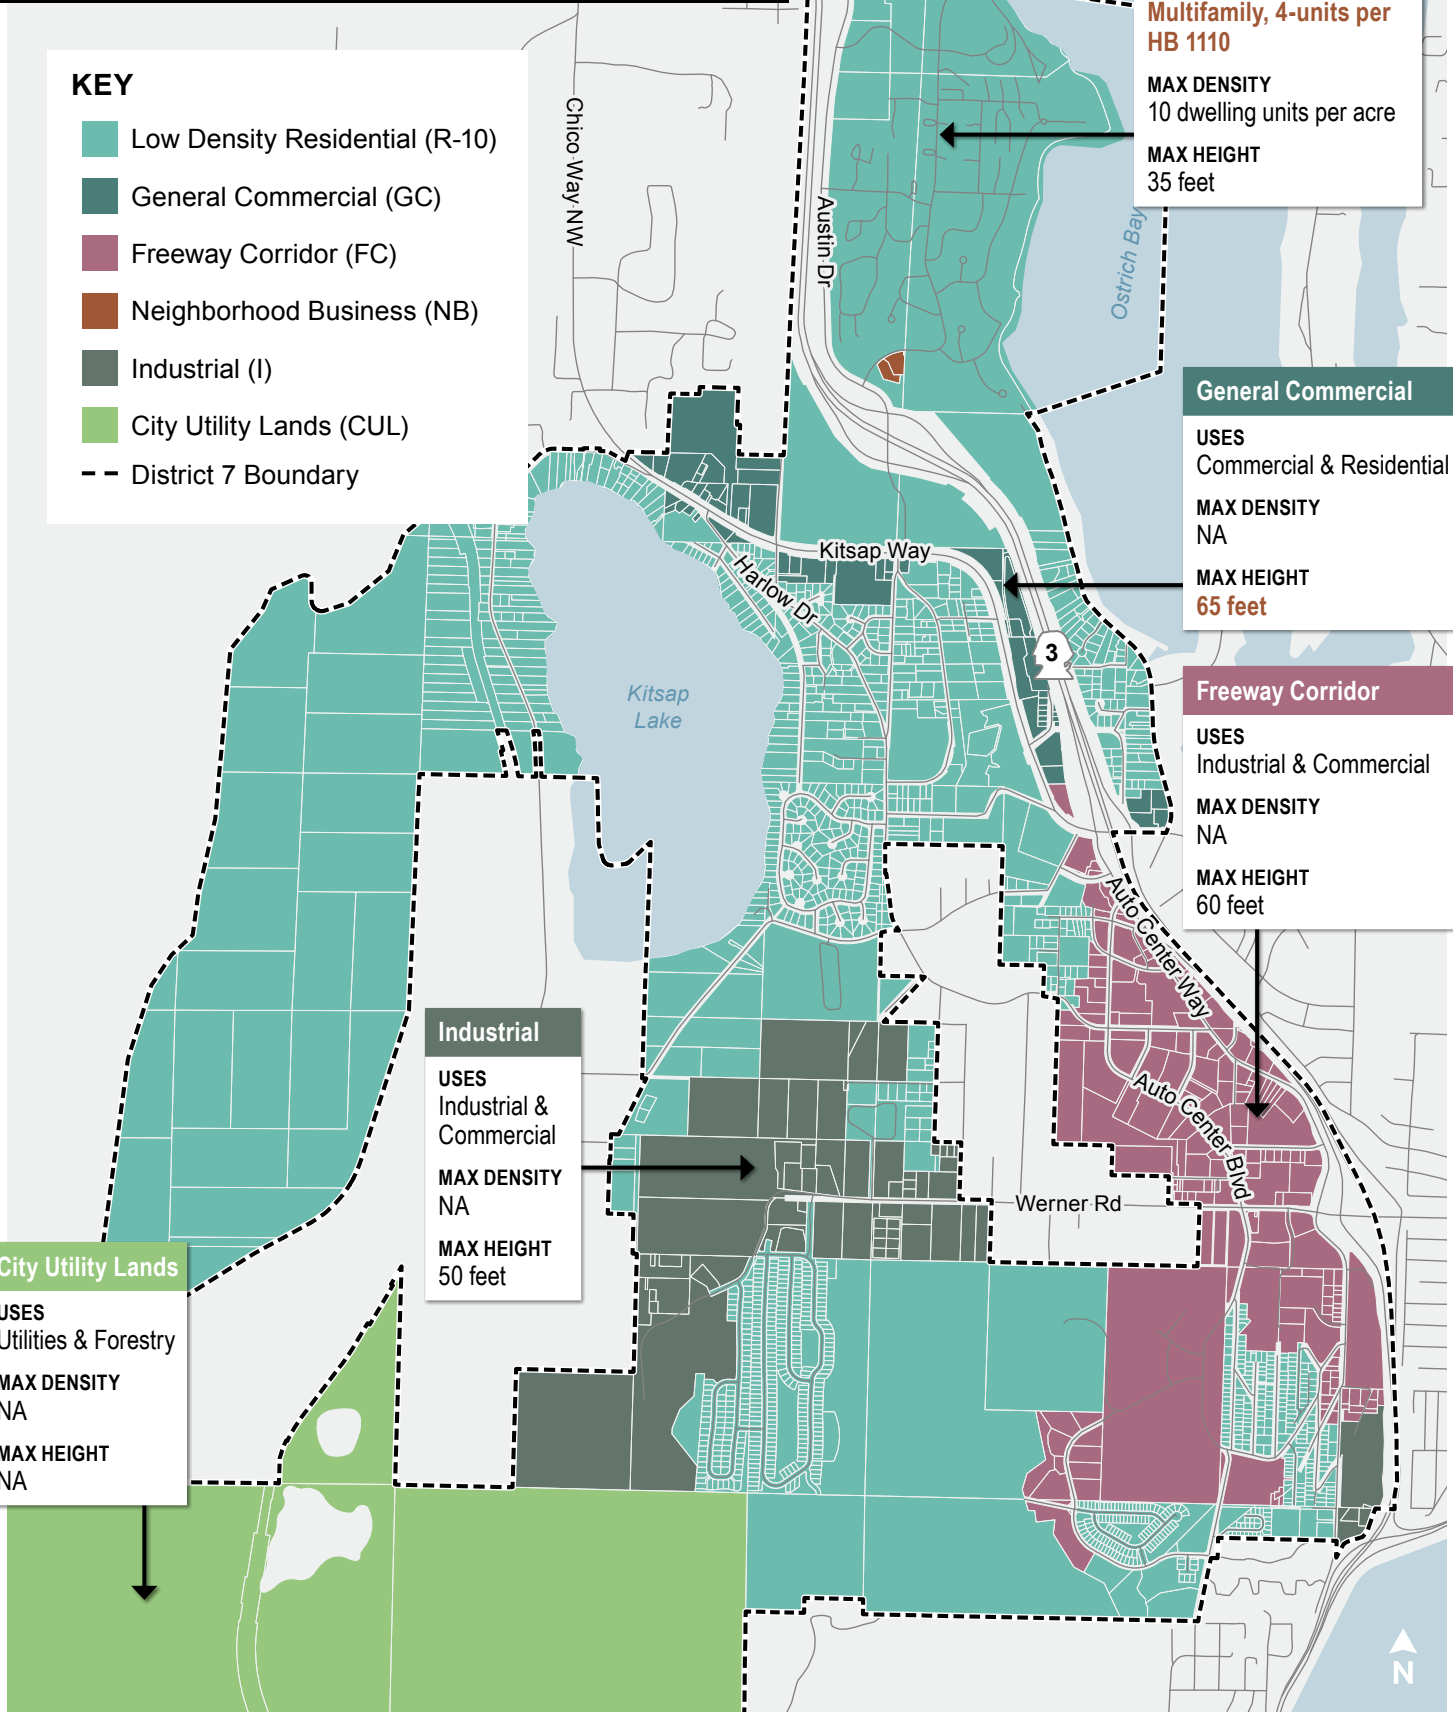 Multifamily, 4-units per
HB 1110
MAX DENSITY
10 dwelling units per acre
MAX HEIGHT
35 feet
KEY
Low Density Residential (R-10)
General Commercial (GC)
Freeway Corridor (FC)
Neighborhood Business (NB)
Industrial (I)
City Utility Lands (CUL)
District 7 Boundary
Chico Way NW
Austin Dr
Ostrich Bay
General Commercial
USES
Commercial & Residential
MAX DENSITY
NA
MAX HEIGHT
65 feet
Kitsap Way
Harlow Dr
3
Kitsap
Lake
Freeway Corridor
USES
Industrial & Commercial
MAX DENSITY
NA
MAX HEIGHT
60 feet
Auto Center Way
Auto Center Blvd
Industrial
USES
Industrial &
Commercial
MAX DENSITY
NA
MAX HEIGHT
50 feet
Werner Rd
City Utility Lands
USES
Utilities & Forestry
MAX DENSITY
NA
MAX HEIGHT
NA
N